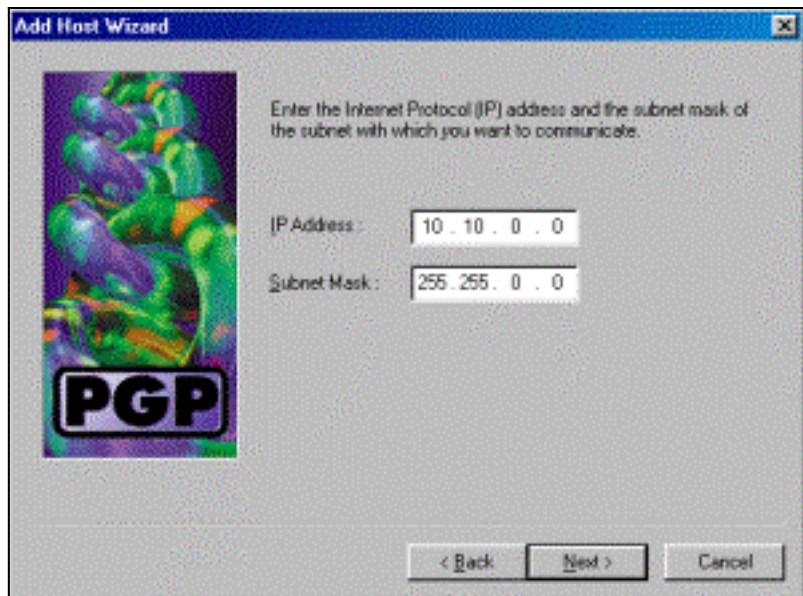 Add Host Wizard
Enter the Internet Protocol (IP) address and the subnet mask of
the subnet with which you want to communicate.
IP Address :
10 . 10 . 0 . 0
Subnet Mask :
255 . 255 . 0 . 0
PGP
< Back
Next >
Cancel